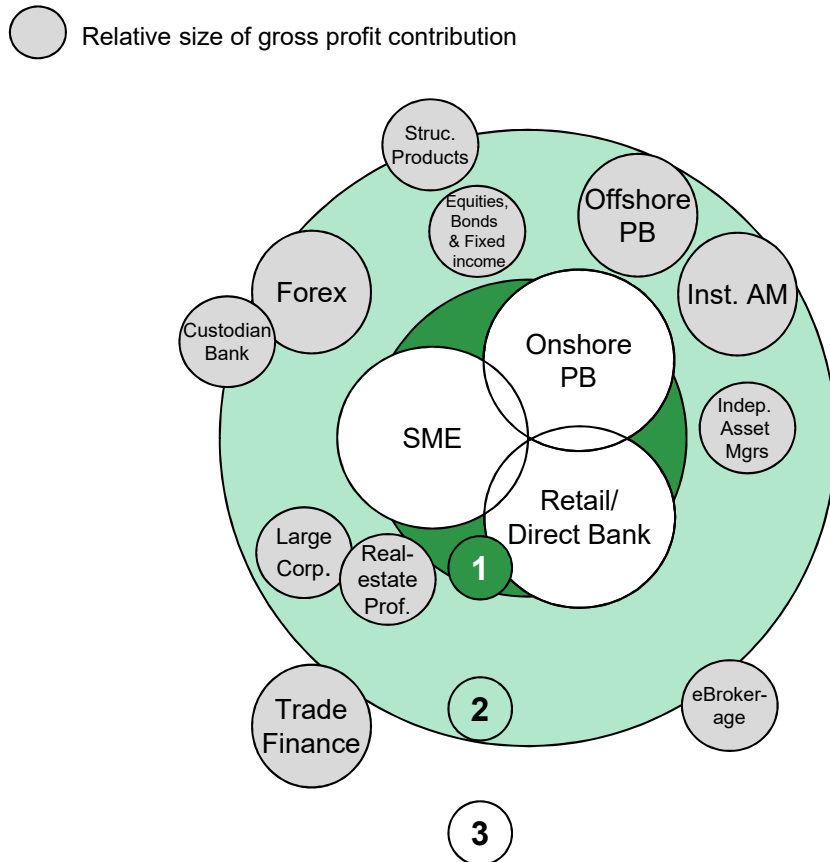 Relative size of gross profit contribution
Struc.
Products
Equities,
Bonds
& Fixed
income
Offshore
PB
Forex
Inst. AM
Custodian
Bank
Onshore
PB
Indep.
Asset
Mgrs
SME
Retail/
Direct Bank
Large
Corp.
Real-
estate
Prof.
1
Trade
Finance
2
eBroker-
age
3